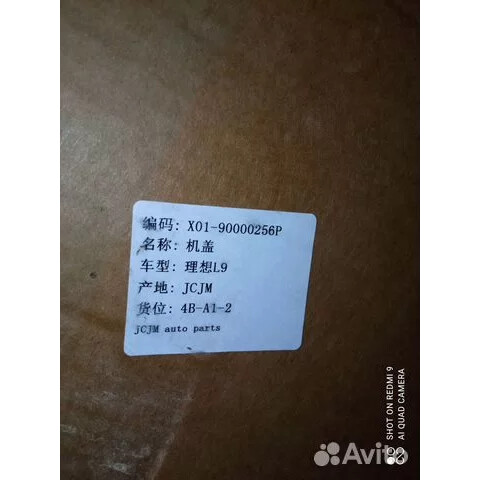 编码: X01-90000256P
名称: 机盖
车型: 理想L9
产地: JCJM
货位: 4B-A1-2
JCJM auto parts
SHOT ON REDMI 9
AI QUAD CAMERA
Avito